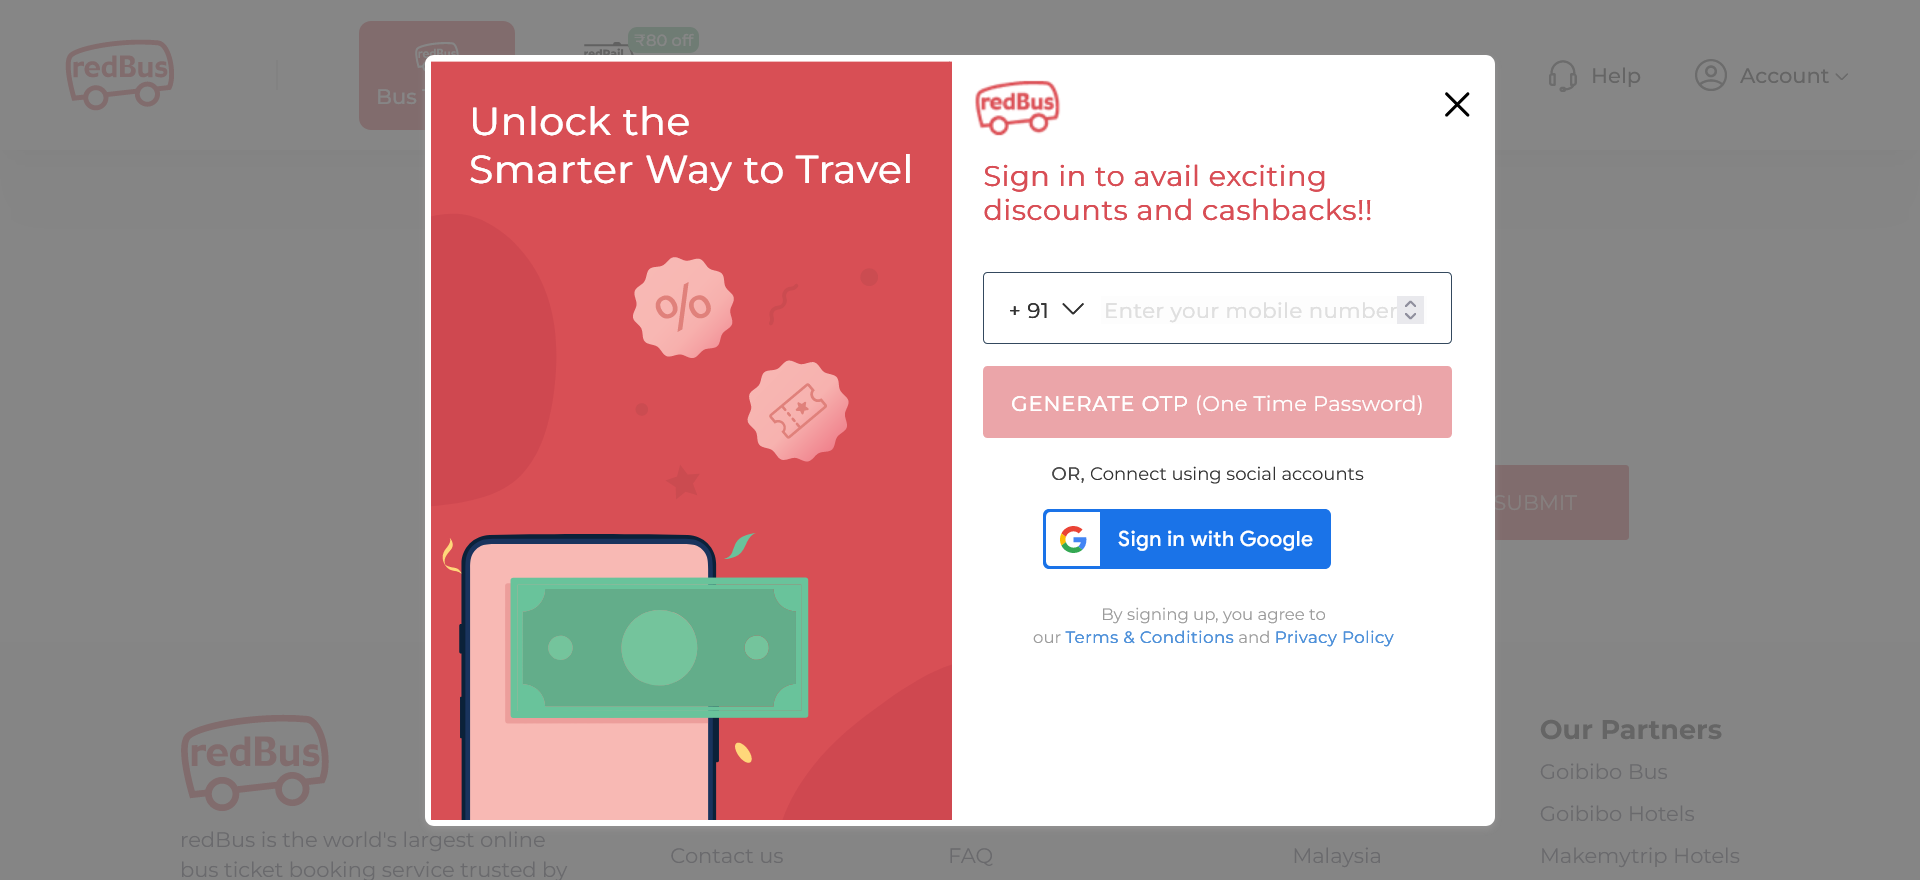 redBus
redBus
Bus
redRail
₹80 off
Help
Account
Unlock the
Smarter Way to Travel
%
redBus
Sign in to avail exciting
discounts and cashbacks!!
+ 91
Enter your mobile number
GENERATE OTP (One Time Password)
OR, Connect using social accounts
G
Sign in with Google
By signing up, you agree to
our Terms & Conditions and Privacy Policy
SUBMIT
redBus
redBus is the world's largest online
bus ticket booking service trusted by
Contact us
FAQ
Malaysia
Our Partners
Goibibo Bus
Goibibo Hotels
Makemytrip Hotels